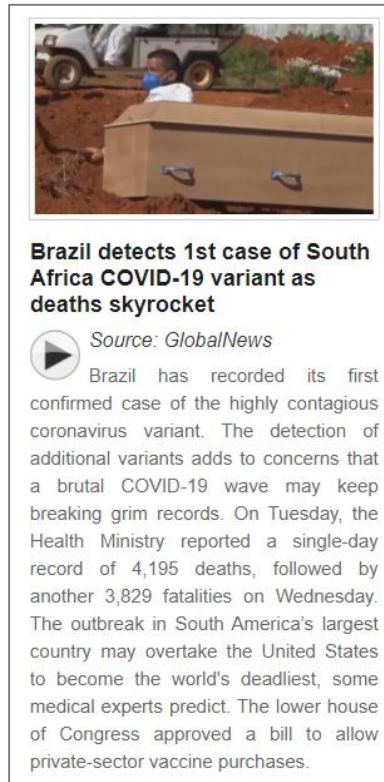 Brazil detects 1st case of South
Africa COVID-19 variant as
deaths skyrocket
Source: GlobalNews
Brazil has recorded its first
confirmed case of the highly contagious
coronavirus variant. The detection of
additional variants adds to concerns that
a brutal COVID-19 wave may keep
breaking grim records. On Tuesday, the
Health Ministry reported a single-day
record of 4,195 deaths, followed by
another 3,829 fatalities on Wednesday.
The outbreak in South America’s largest
country may overtake the United States
to become the world's deadliest, some
medical experts predict. The lower house
of Congress approved a bill to allow
private-sector vaccine purchases.